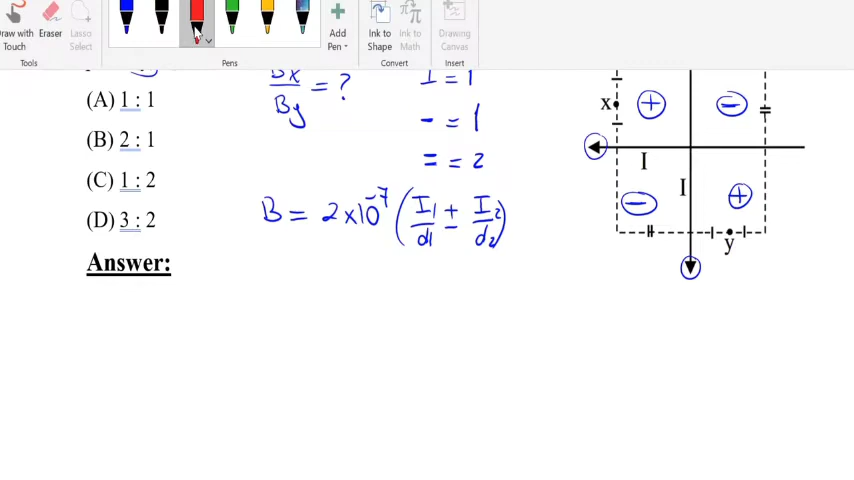 Draw with Touch
Eraser
Lasso Select
Add Pen
Ink to Shape
Ink to Math
Drawing Canvas
Tools
Pens
Convert
Insert
Bx/By = ?
I = 1
- = 1
= = 2
(A) 1 : 1
(B) 2 : 1
(C) 1 : 2
(D) 3 : 2
B = 2×10⁻⁷ (I1/d1 ± I2/d2)
Answer:
x
+
−
I
I
−
+
y